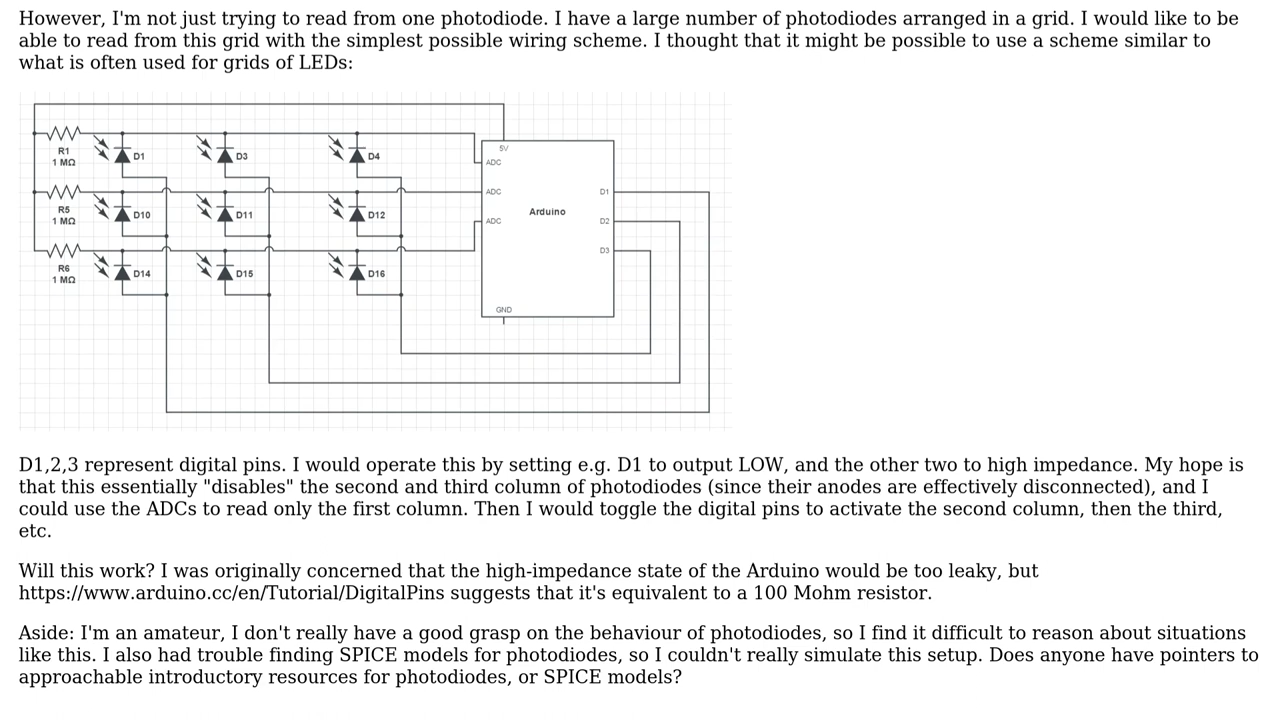 However, I'm not just trying to read from one photodiode. I have a large number of photodiodes arranged in a grid. I would like to be
able to read from this grid with the simplest possible wiring scheme. I thought that it might be possible to use a scheme similar to
what is often used for grids of LEDs:
R1
1 MΩ
D1
D3
D4
5V
ADC
R5
1 MΩ
D10
D11
D12
ADC
Arduino
D1
ADC
D2
R6
1 MΩ
D14
D15
D16
D3
GND
D1,2,3 represent digital pins. I would operate this by setting e.g. D1 to output LOW, and the other two to high impedance. My hope is
that this essentially "disables" the second and third column of photodiodes (since their anodes are effectively disconnected), and I
could use the ADCs to read only the first column. Then I would toggle the digital pins to activate the second column, then the third,
etc.
Will this work? I was originally concerned that the high-impedance state of the Arduino would be too leaky, but
https://www.arduino.cc/en/Tutorial/DigitalPins suggests that it's equivalent to a 100 Mohm resistor.
Aside: I'm an amateur, I don't really have a good grasp on the behaviour of photodiodes, so I find it difficult to reason about situations
like this. I also had trouble finding SPICE models for photodiodes, so I couldn't really simulate this setup. Does anyone have pointers to
approachable introductory resources for photodiodes, or SPICE models?